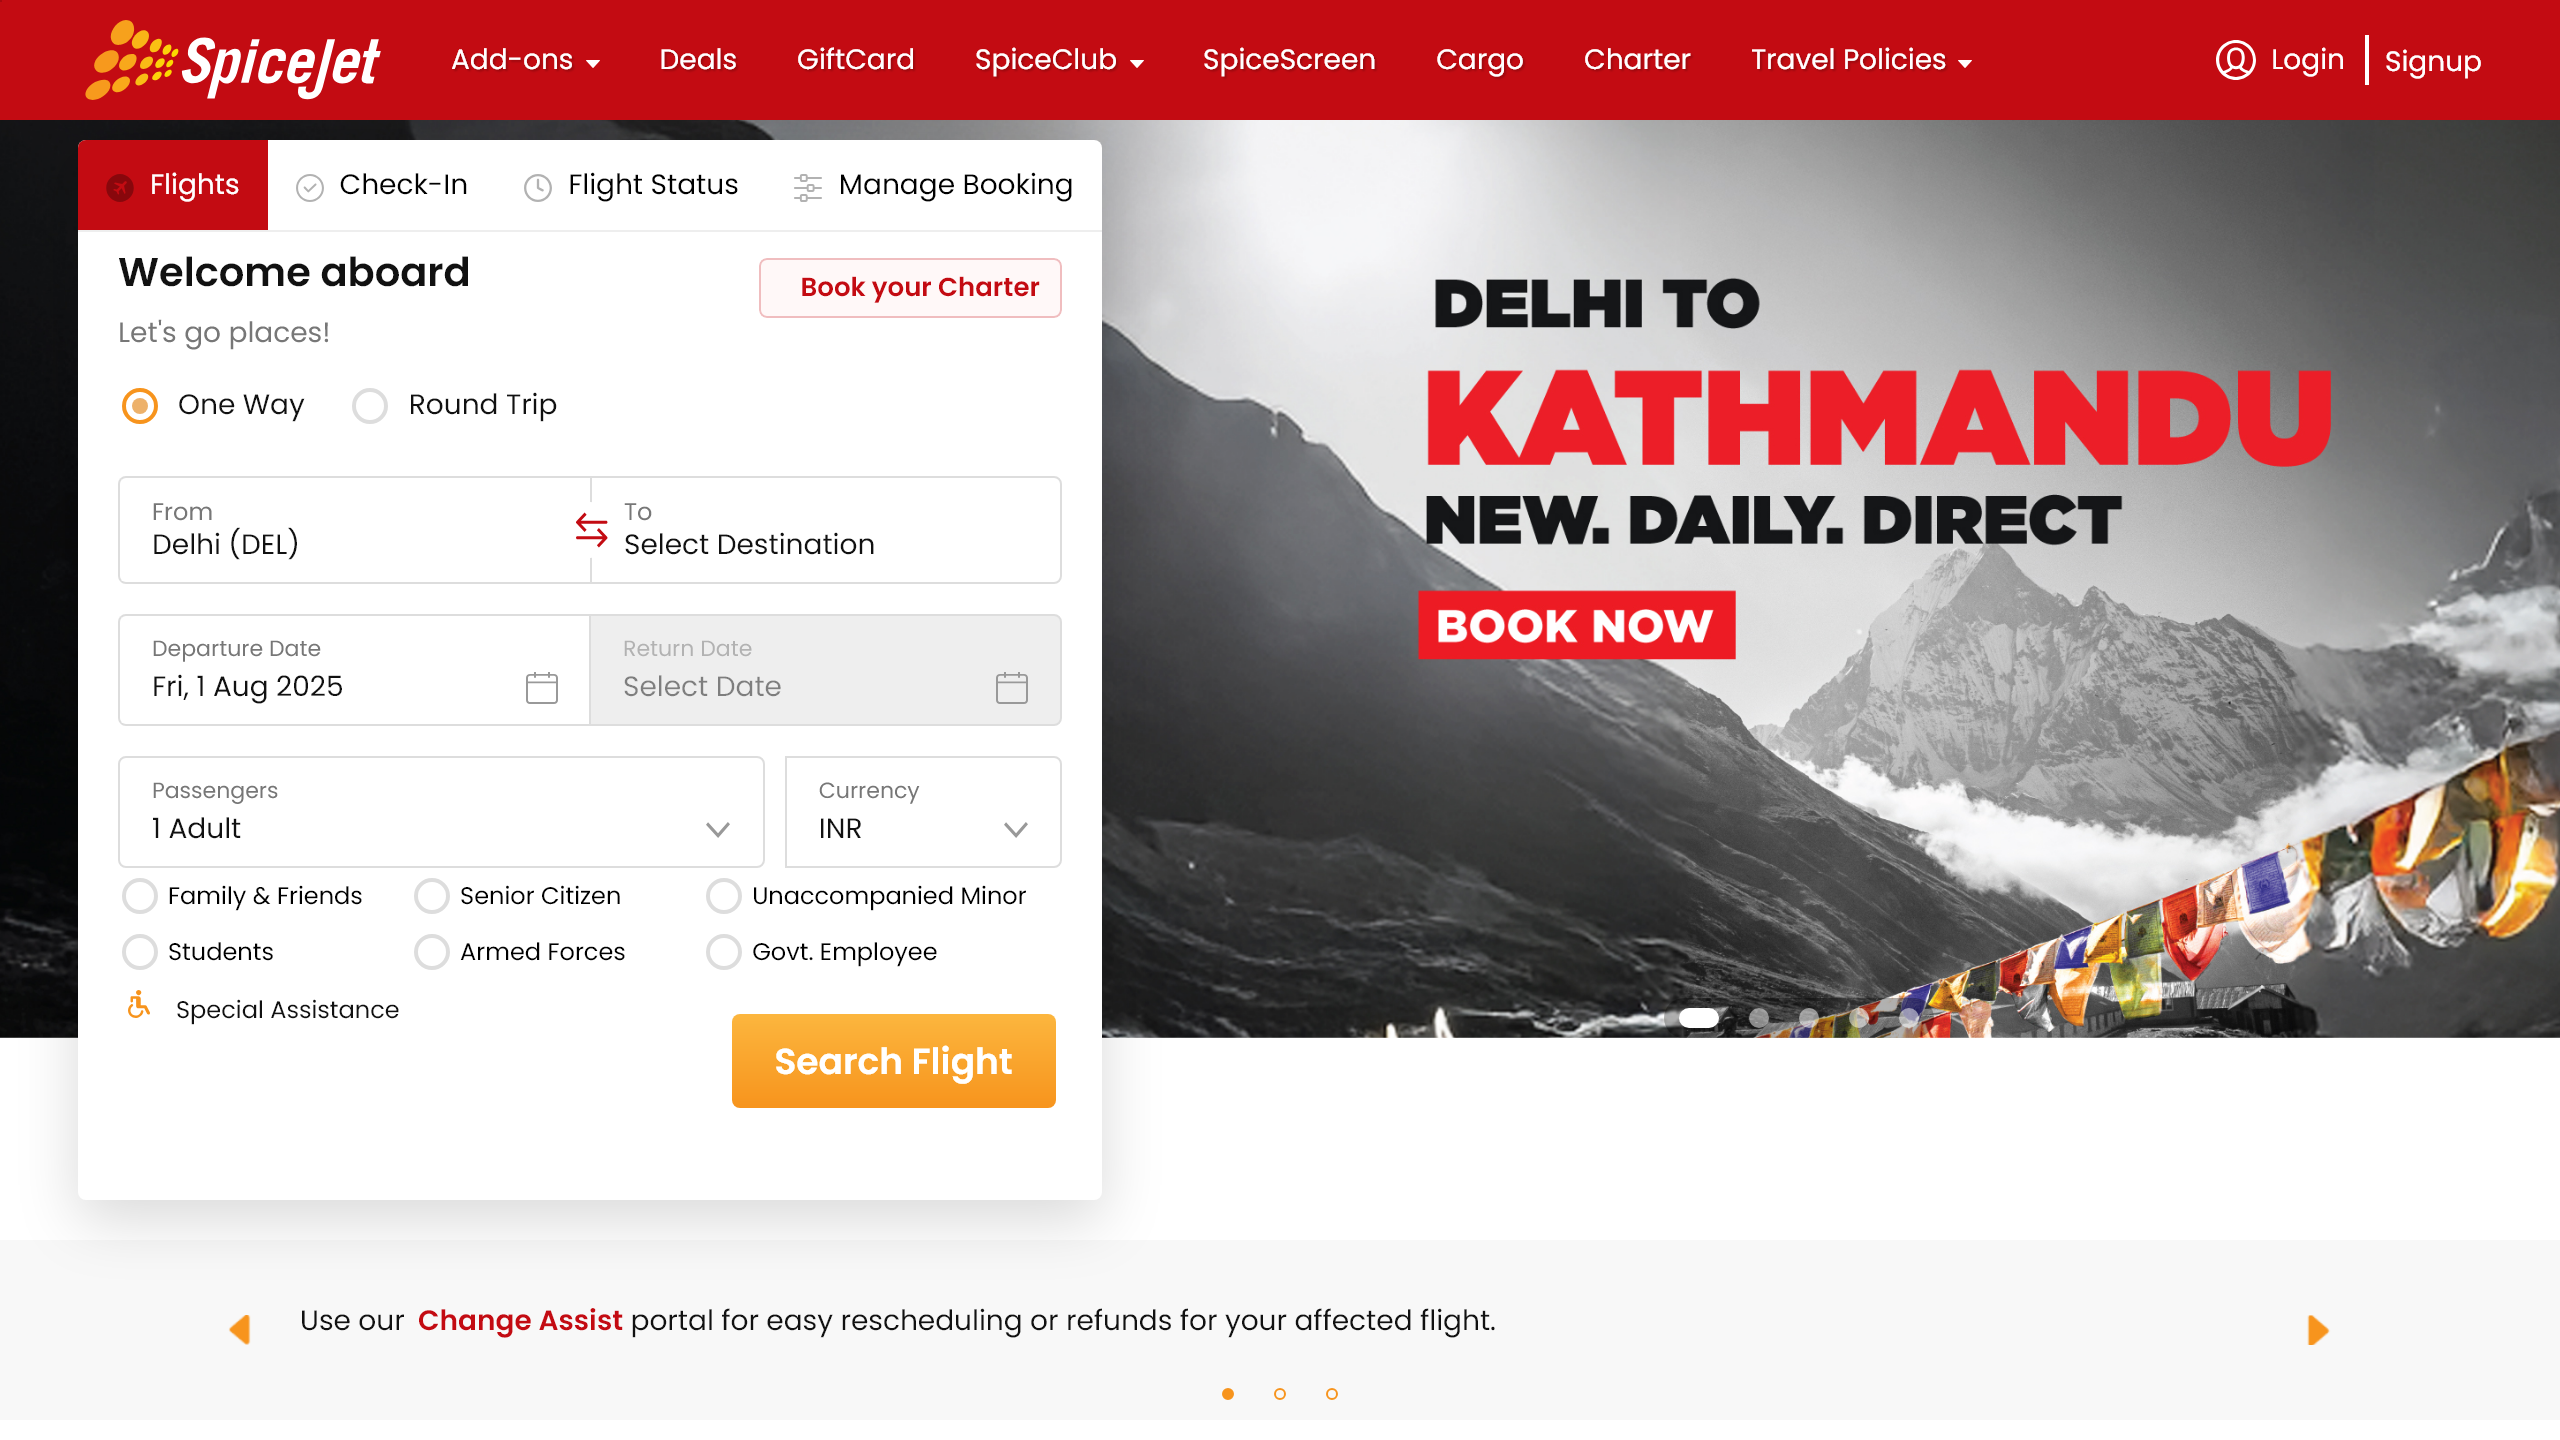 SpiceJet
Add-ons
Deals
GiftCard
SpiceClub
SpiceScreen
Cargo
Charter
Travel Policies
Login
Signup
Flights
Check-In
Flight Status
Manage Booking
Welcome aboard
Book your Charter
Let's go places!
One Way
Round Trip
From
Delhi (DEL)
To
Select Destination
Departure Date
Fri, 1 Aug 2025
Return Date
Select Date
Passengers
1 Adult
Currency
INR
Family & Friends
Senior Citizen
Unaccompanied Minor
Students
Armed Forces
Govt. Employee
Special Assistance
Search Flight
DELHI TO
KATHMANDU
NEW. DAILY. DIRECT
BOOK NOW
Use our Change Assist portal for easy rescheduling or refunds for your affected flight.